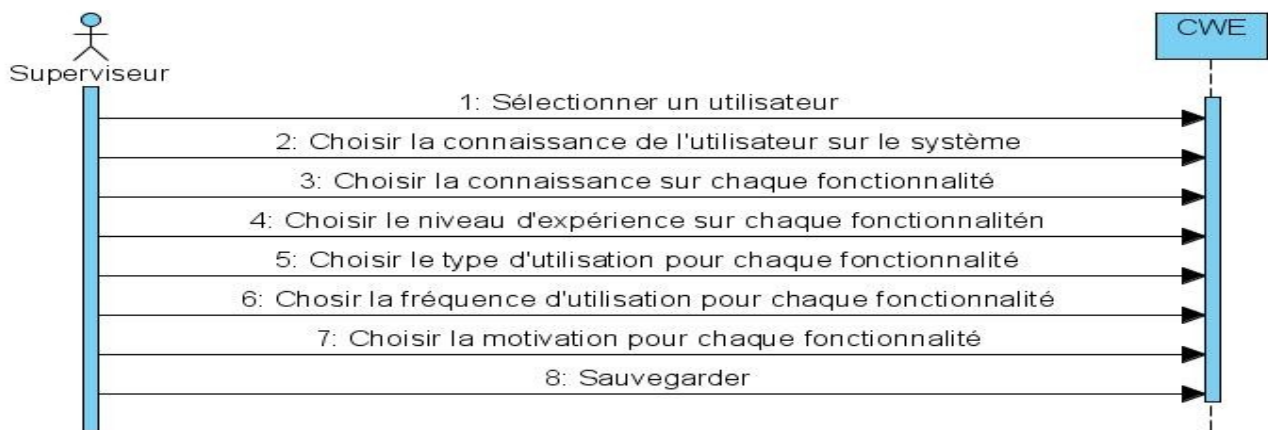 CWE
Superviseur
1: Sélectionner un utilisateur
2: Choisir la connaissance de l'utilisateur sur le système
3: Choisir la connaissance sur chaque fonctionnalité
4: Choisir le niveau d'expérience sur chaque fonctionnalitén
5: Choisir le type d'utilisation pour chaque fonctionnalité
6: Chosir la fréquence d'utilisation pour chaque fonctionnalité
7: Choisir la motivation pour chaque fonctionnalité
8: Sauvegarder